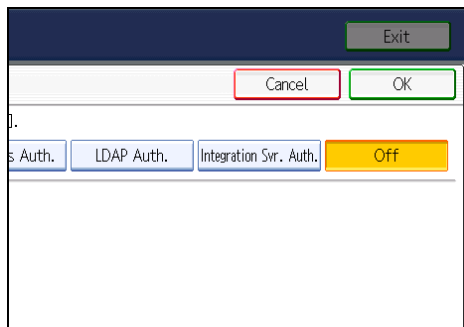 Exit
Cancel OK
].
s Auth. LDAP Auth. Integration Svr. Auth. Off